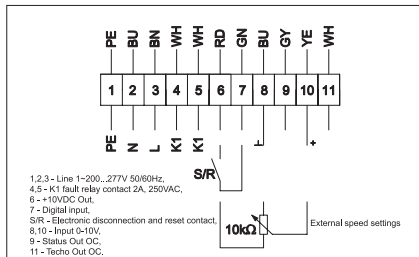 PE BU BN WH WH RD GN BU GY YE WH
1 2 3 4 5 6 7 8 9 10 11
PE N L K1 K1 - +
S/R
1,2,3 - Line 1~200...277V 50/60Hz,
4,5 - K1 fault relay contact 2A, 250VAC,
6 - +10VDC Out,
7 - Digital input,
S/R - Electronic disconnection and reset contact,
8,10 - Input 0-10V,
9 - Status Out OC,
11 - Techo Out OC,
10kΩ
External speed settings